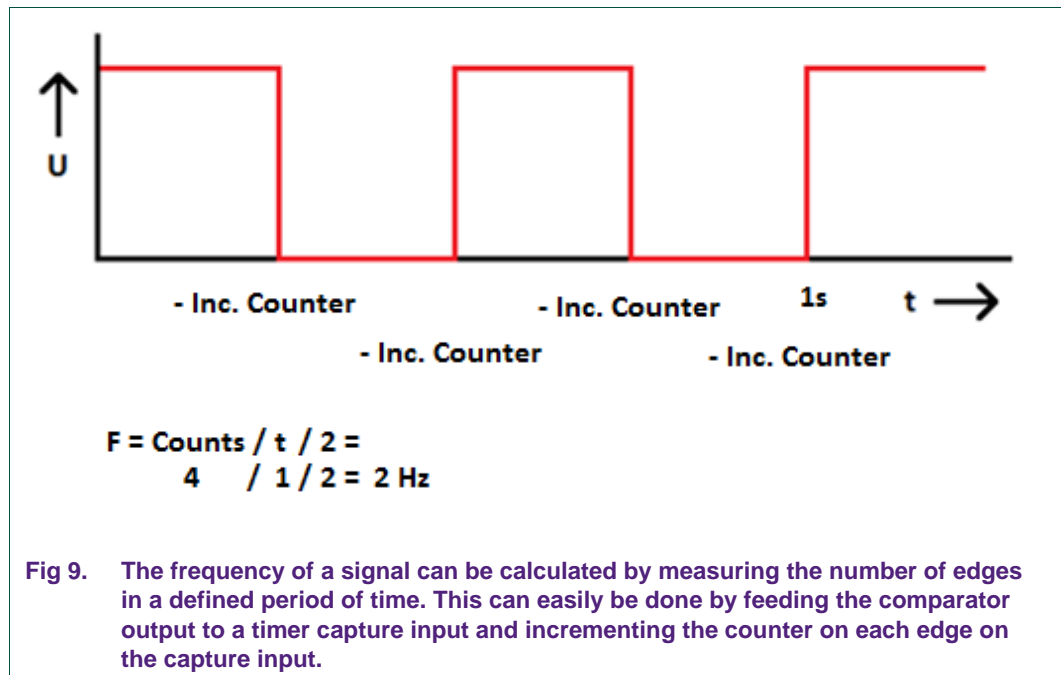 U
- Inc. Counter
- Inc. Counter
1s
t
- Inc. Counter
- Inc. Counter
F = Counts / t / 2 =
4 / 1 / 2 = 2 Hz
Fig 9. The frequency of a signal can be calculated by measuring the number of edges
in a defined period of time. This can easily be done by feeding the comparator
output to a timer capture input and incrementing the counter on each edge on
the capture input.